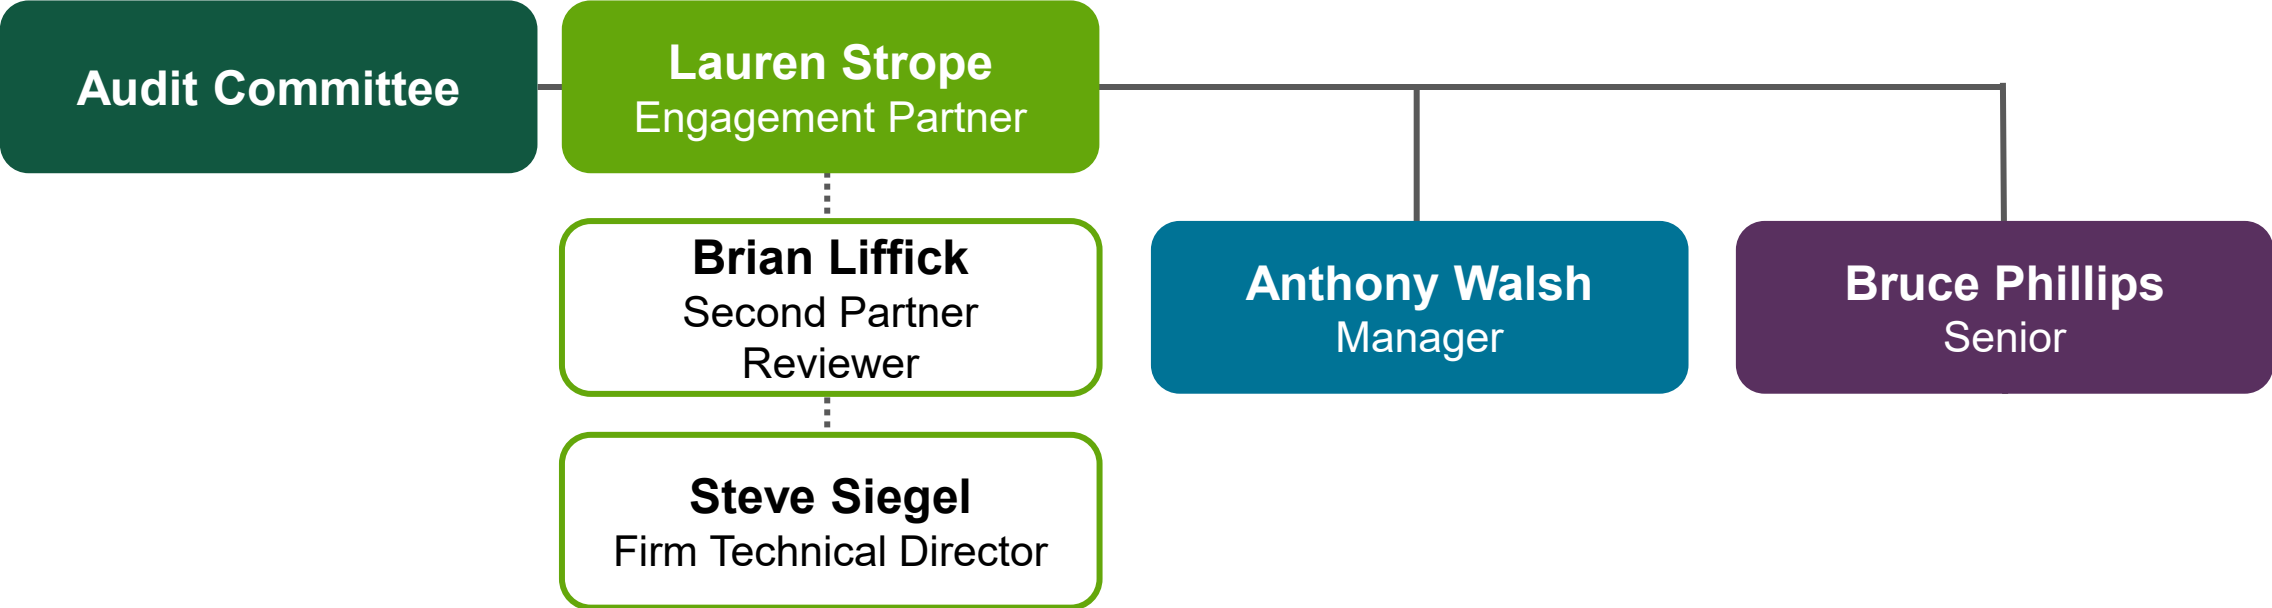 Audit Committee
Lauren Strope
Engagement Partner
Brian Liffick
Second Partner
Reviewer
Anthony Walsh
Manager
Bruce Phillips
Senior
Steve Siegel
Firm Technical Director